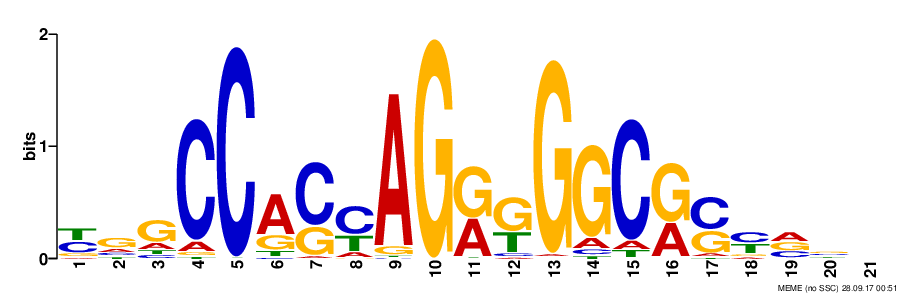 2
1
0
bits
T G G C C A C C A G G G G G C G C C A
C A A A G G T G A T A A A G T G
1 2 3 4 5 6 7 8 9 10 11 12 13 14 15 16 17 18 19 20 21
MEME (no SSC) 28.09.17 00:51